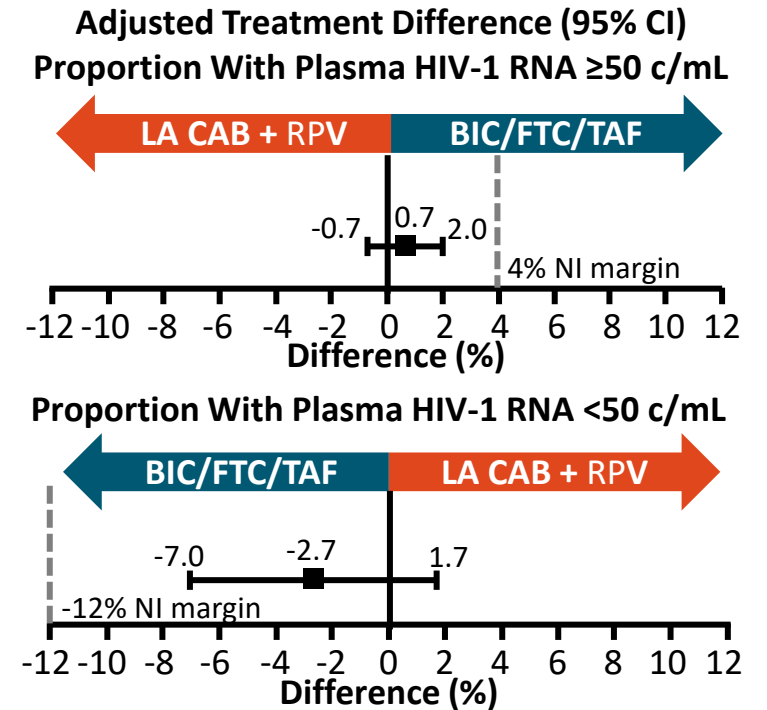 Adjusted Treatment Difference (95% CI)
Proportion With Plasma HIV-1 RNA ≥50 c/mL
LA CAB + RPV BIC/FTC/TAF
-0.7 0.7 2.0
4% NI margin
-12 -10 -8 -6 -4 -2 0 2 4 6 8 10 12
Difference (%)
Proportion With Plasma HIV-1 RNA <50 c/mL
BIC/FTC/TAF LA CAB + RPV
-7.0 -2.7 1.7
-12% NI margin
-12 -10 -8 -6 -4 -2 0 2 4 6 8 10 12
Difference (%)